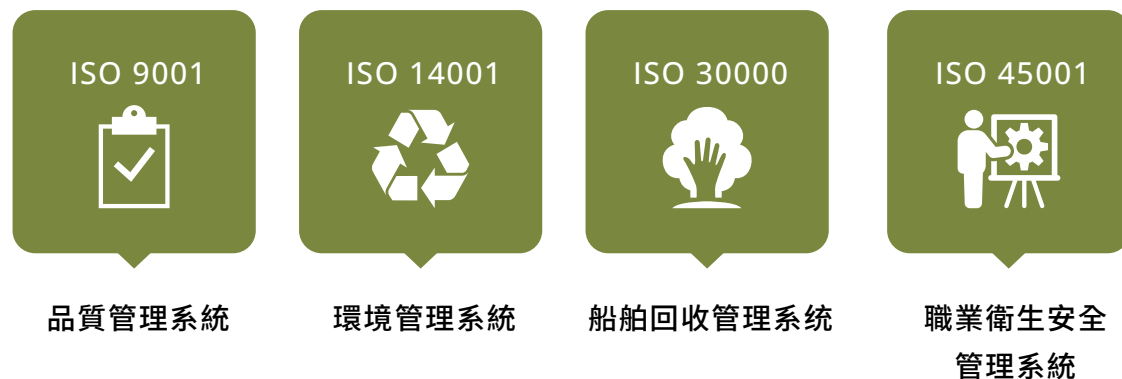 ISO 9001
ISO 14001
ISO 30000
ISO 45001
品質管理系統
環境管理系統
船舶回收管理系统
職業衛生安全
管理系統